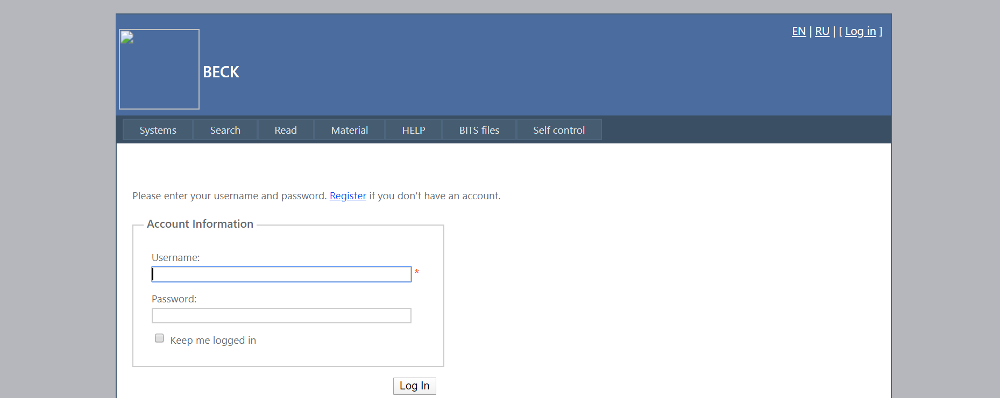 EN | RU | [ Log in ]
BECK
Systems Search Read Material HELP BITS files Self control
Please enter your username and password. Register if you don't have an account.
Account Information
Username:
*
Password:
Keep me logged in
Log In